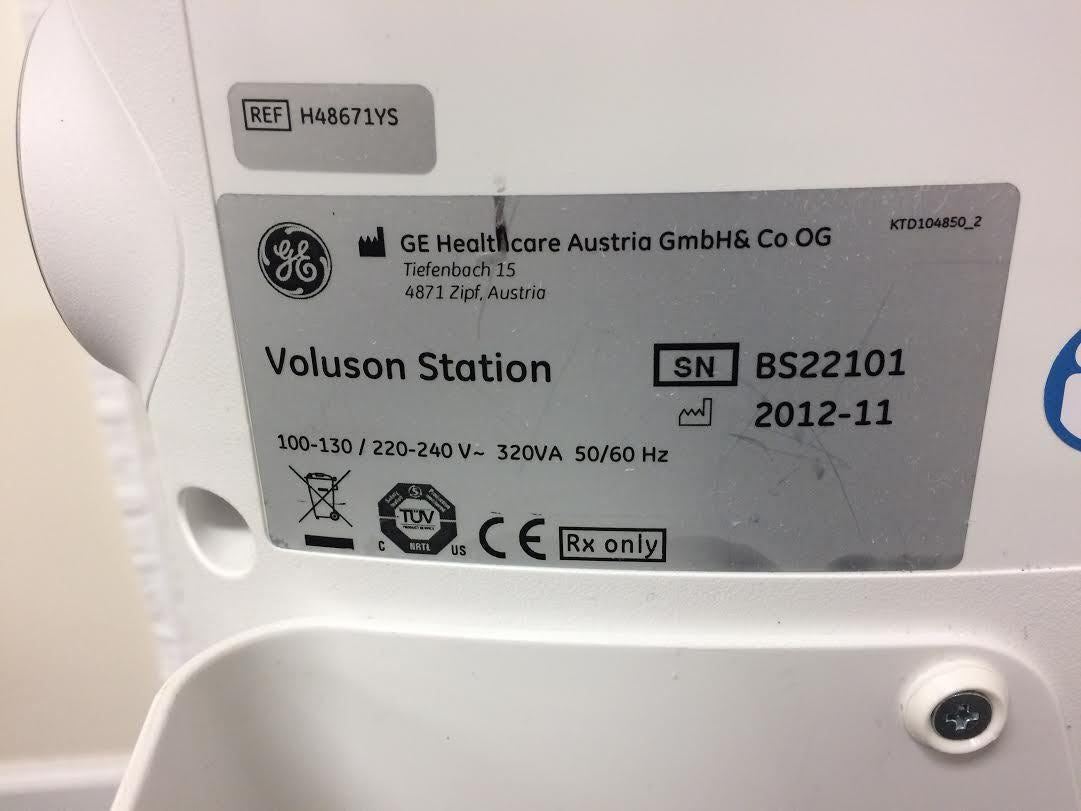 REF H48671YS
KTD104850_2
GE
GE Healthcare Austria GmbH& Co OG
Tiefenbach 15
4871 Zipf, Austria
Voluson Station
SN BS22101
2012-11
100-130 / 220-240 V~ 320VA 50/60 Hz
TÜV
C NRTL US
CE
Rx only